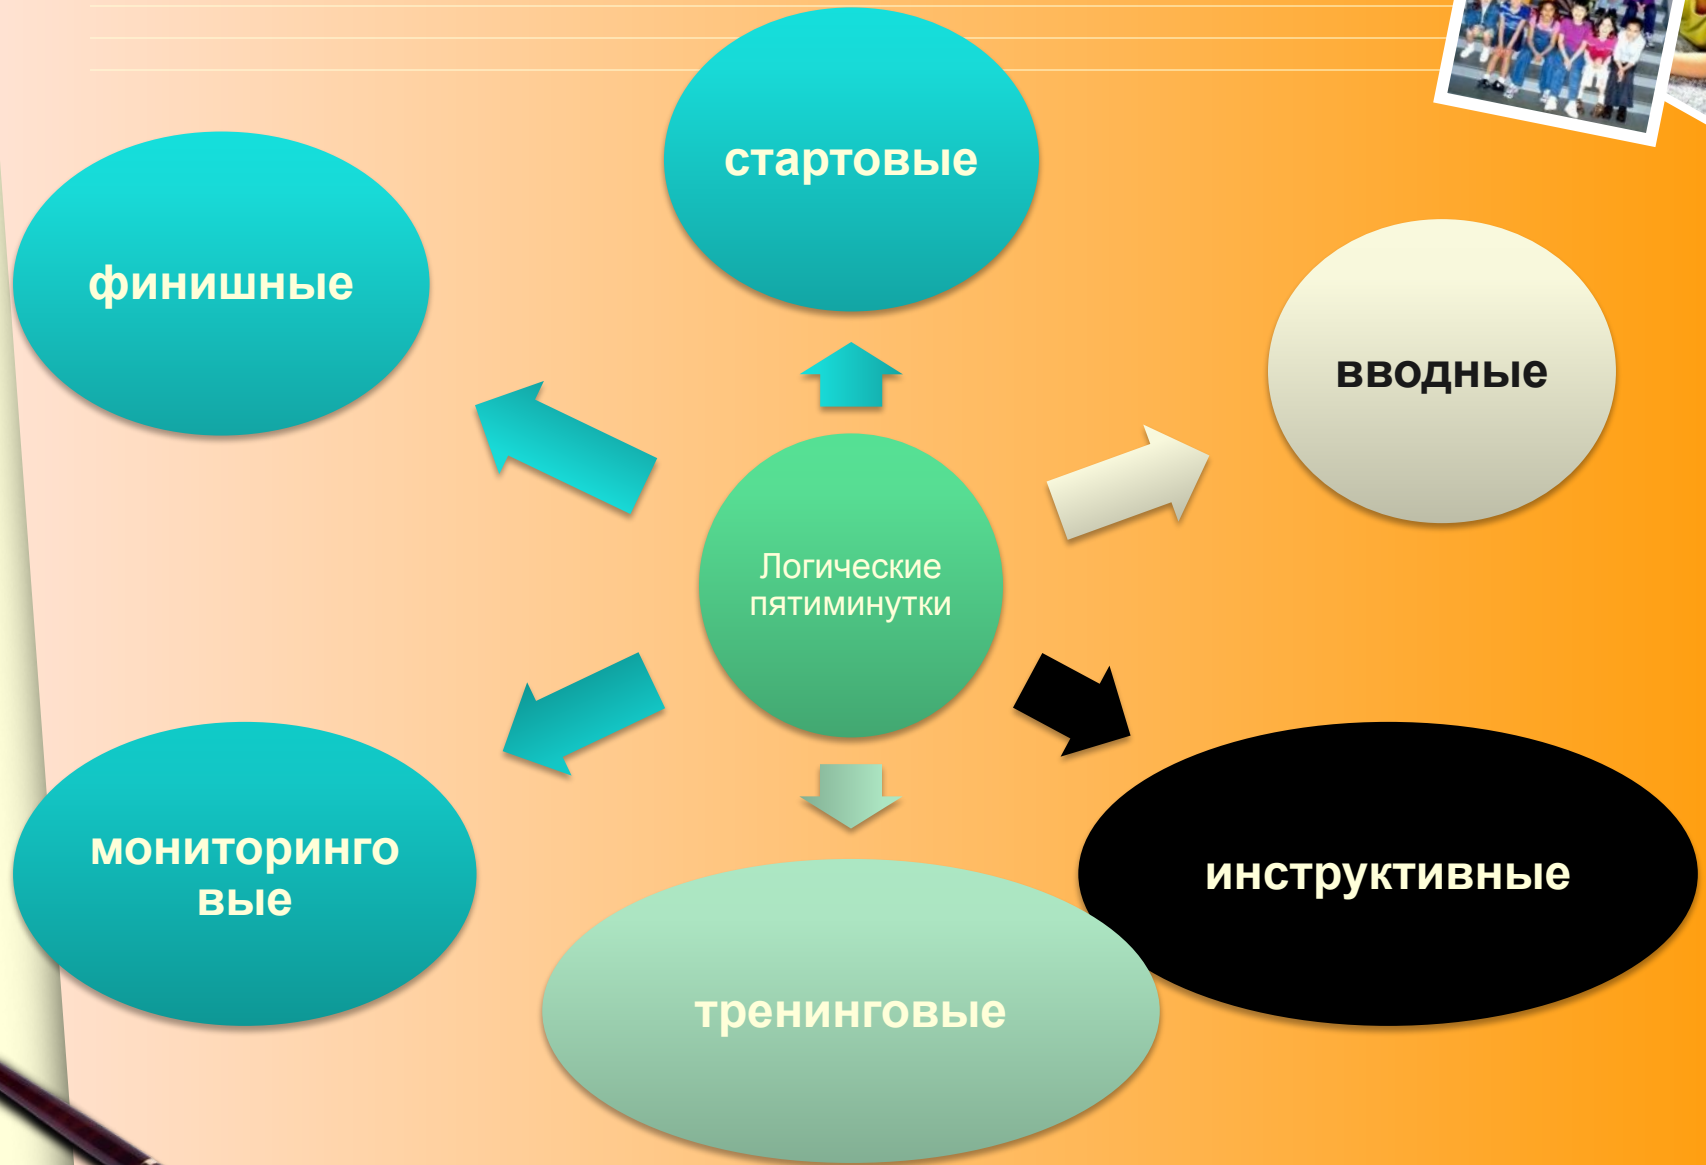 стартовые
финишные
вводные
Логические
пятиминутки
мониторинго
вые
инструктивные
тренинговые